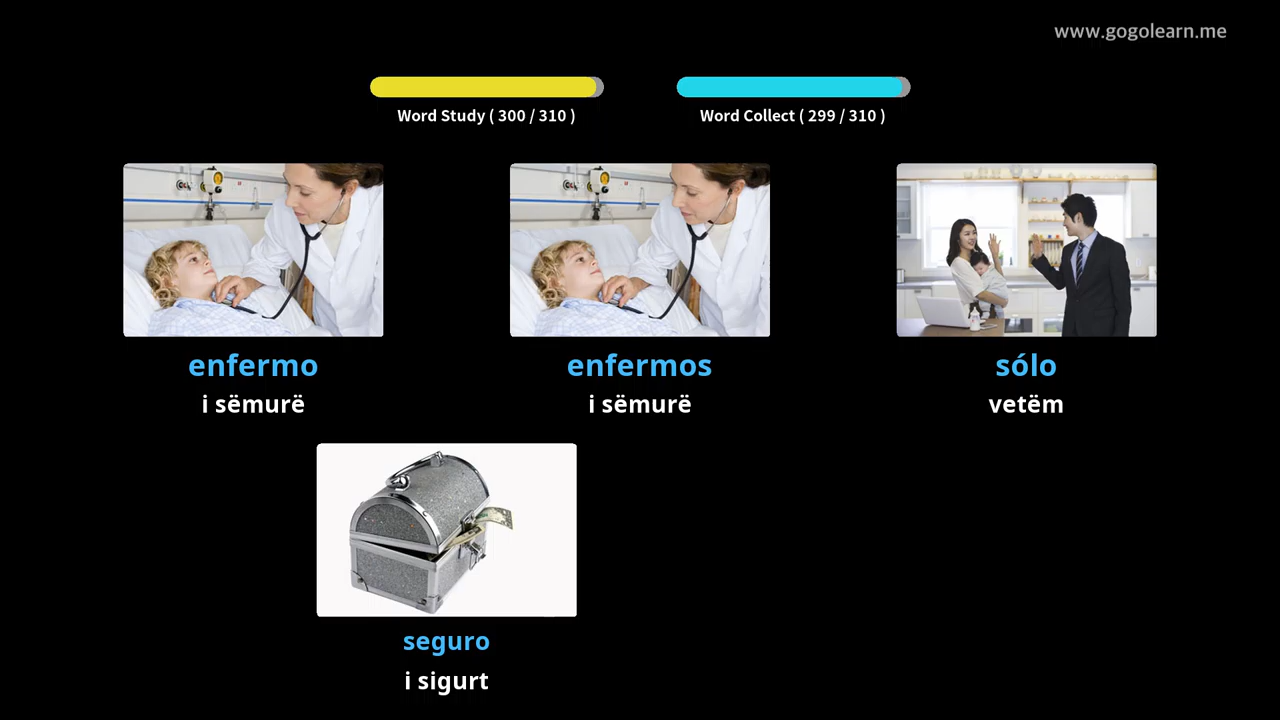 www.gogolearn.me
Word Study ( 300 / 310 )
Word Collect ( 299 / 310 )
enfermo
i sëmurë
enfermos
i sëmurë
sólo
vetëm
seguro
i sigurt